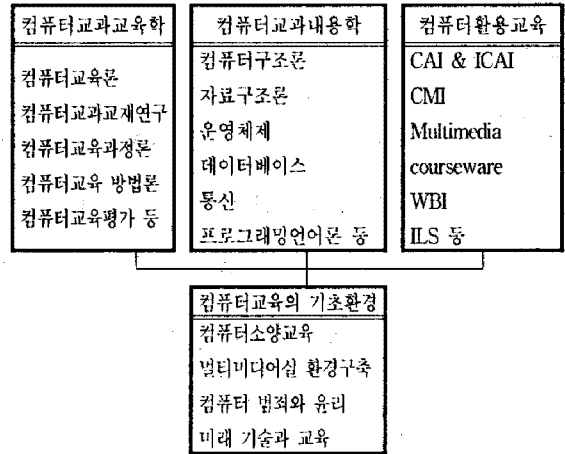 컴퓨터교과교육학
컴퓨터교육론
컴퓨터교과교재연구
컴퓨터교육과정론
컴퓨터교육 방법론
컴퓨터교육평가 등
컴퓨터교과내용학
컴퓨터구조론
자료구조론
운영체제
데이터베이스
통신
프로그래밍언어론 등
컴퓨터활용교육
CAI & ICAI
CMI
Multimedia
courseware
WBI
ILS 등
컴퓨터교육의 기초환경
컴퓨터소양교육
멀티미디어실 환경구축
컴퓨터 범죄와 윤리
미래 기술과 교육